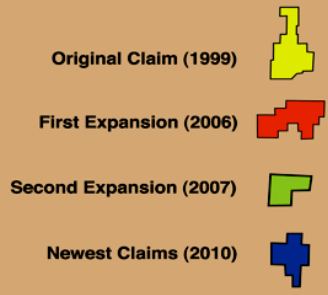 Original Claim (1999)
First Expansion (2006)
Second Expansion (2007)
Newest Claims (2010)